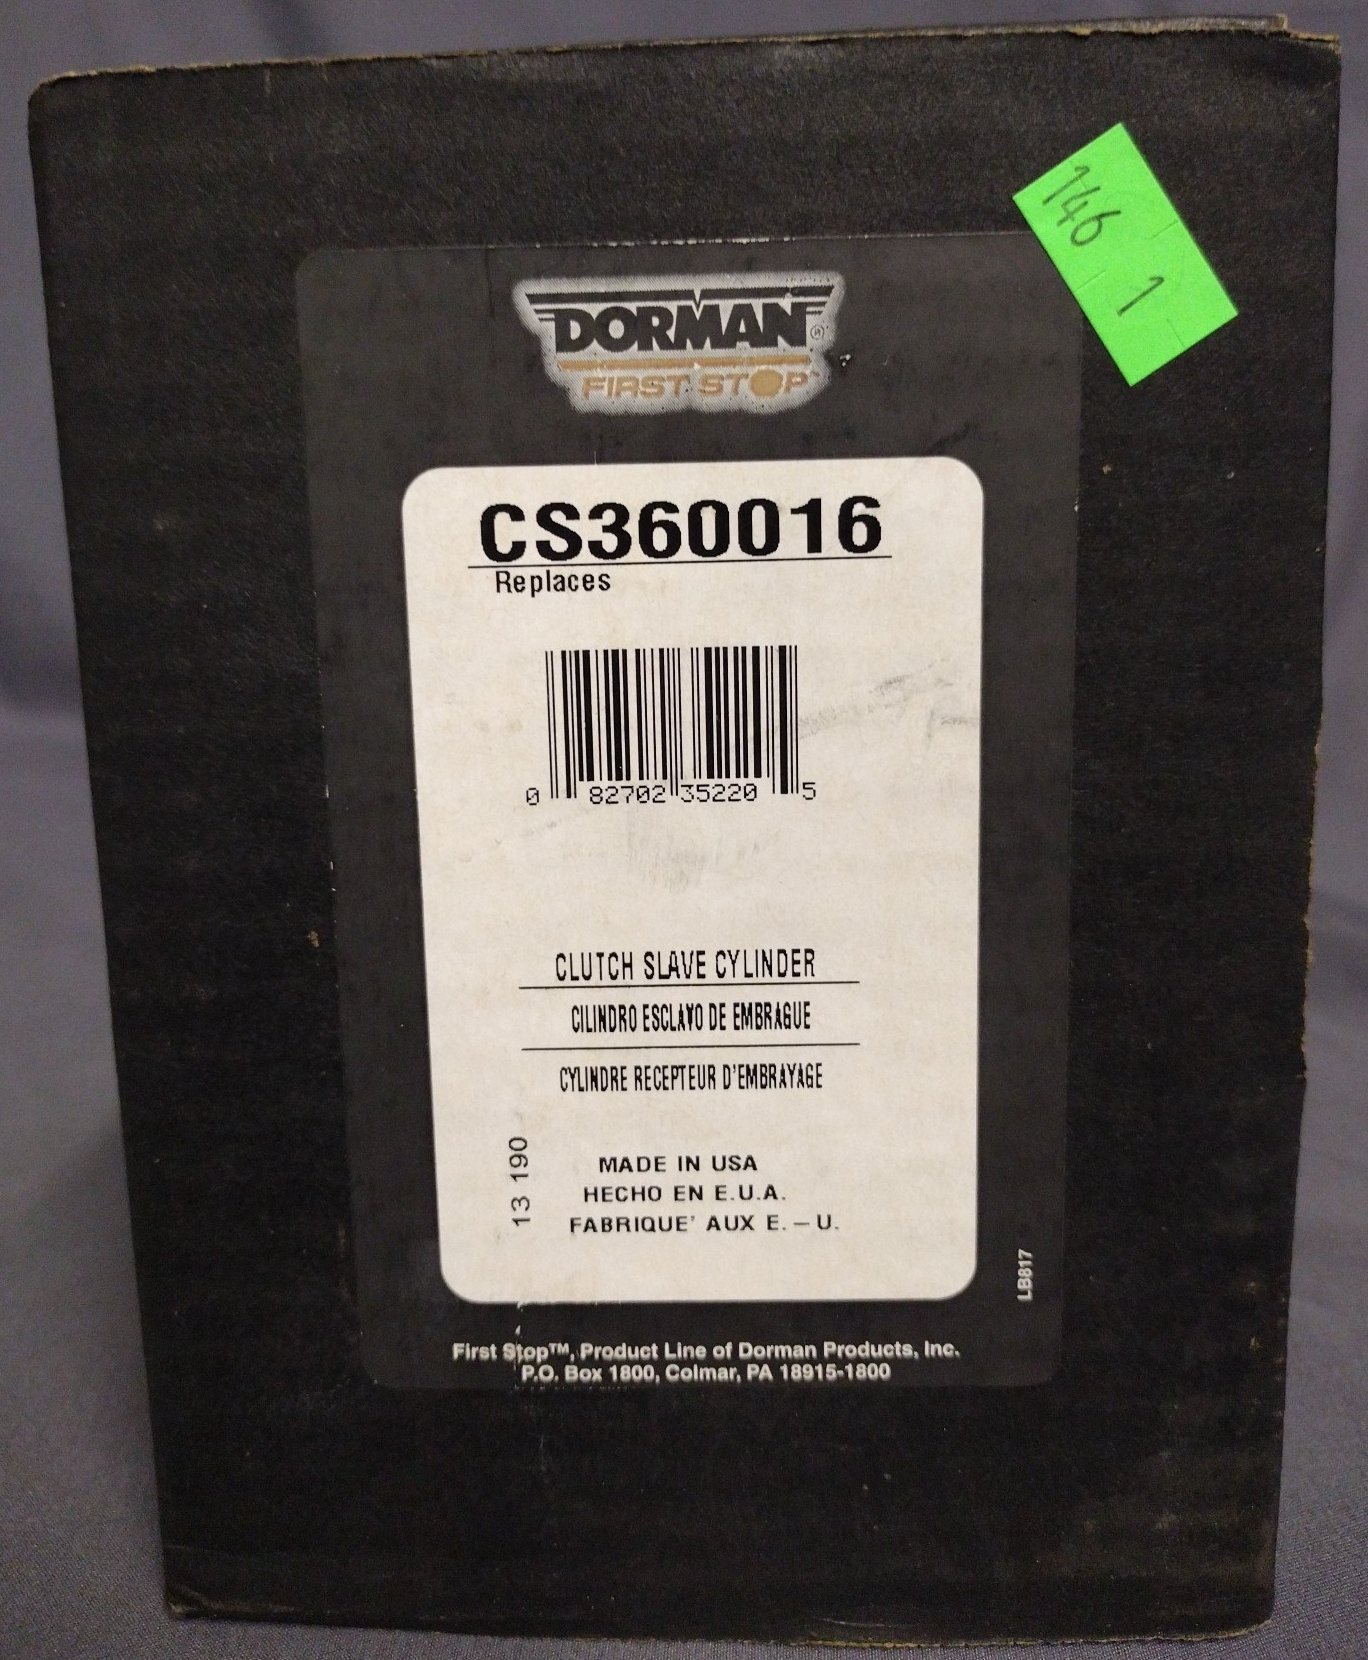 146
1
DORMAN®
FIRST STOP™
CS360016
Replaces
0 82702 35220 5
CLUTCH SLAVE CYLINDER
CILINDRO ESCLAVO DE EMBRAGUE
CYLINDRE RECEPTEUR D'EMBRAYAGE
13 190
MADE IN USA
HECHO EN E.U.A.
FABRIQUE' AUX E. – U.
LB817
First Stop™, Product Line of Dorman Products, Inc.
P.O. Box 1800, Colmar, PA 18915-1800